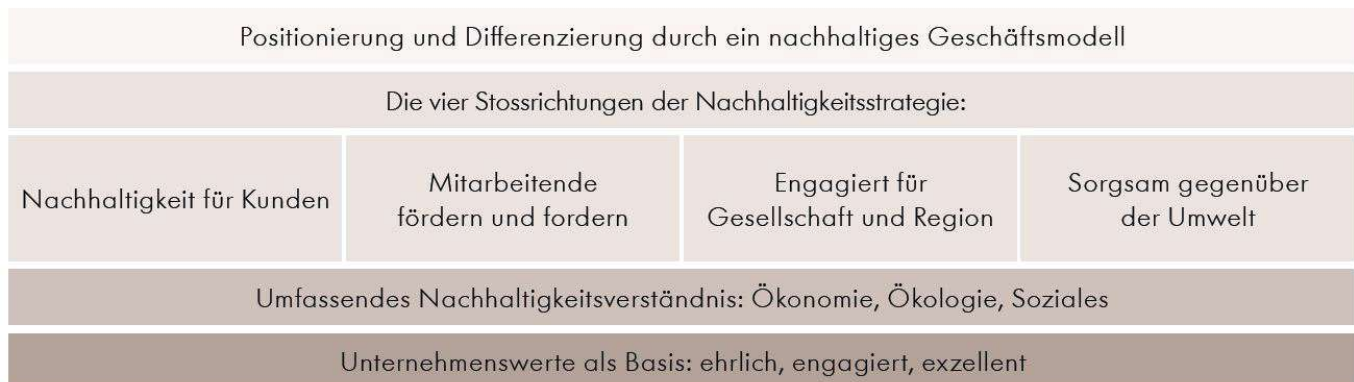 Positionierung und Differenzierung durch ein nachhaltiges Geschäftsmodell
Die vier Stossrichtungen der Nachhaltigkeitsstrategie:
Nachhaltigkeit für Kunden
Mitarbeitende
fördern und fordern
Engagiert für
Gesellschaft und Region
Sorgsam gegenüber
der Umwelt
Umfassendes Nachhaltigkeitsverständnis: Ökonomie, Ökologie, Soziales
Unternehmenswerte als Basis: ehrlich, engagiert, exzellent